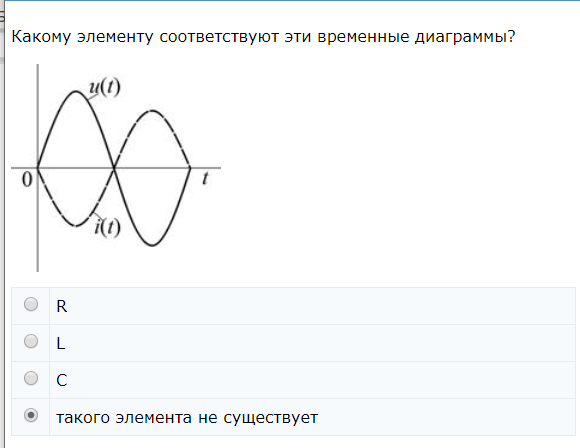 Какому элементу соответствуют эти временные диаграммы?
u(t)
0
t
i(t)
R
L
C
такого элемента не существует